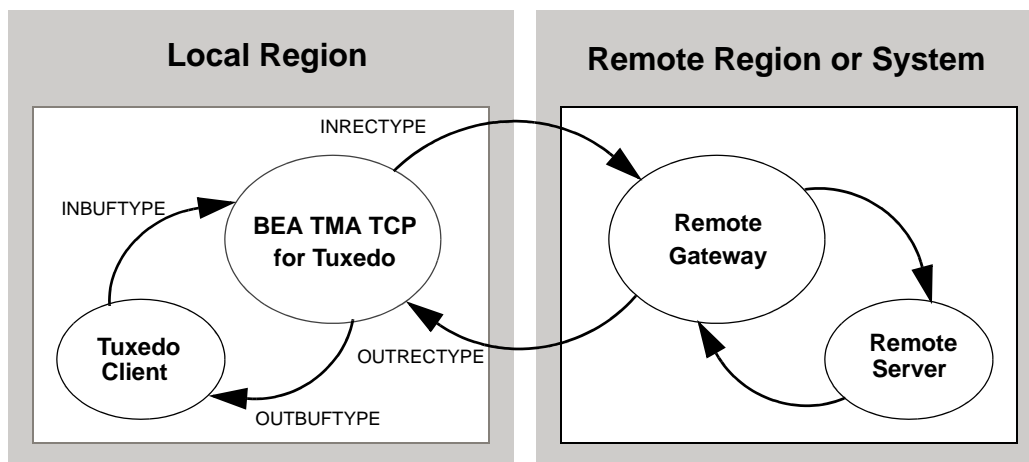 Local Region
Remote Region or System
INRECTYPE
INBUFTYPE
BEA TMA TCP
for Tuxedo
Remote
Gateway
Tuxedo
Client
OUTRECTYPE
Remote
Server
OUTBUFTYPE